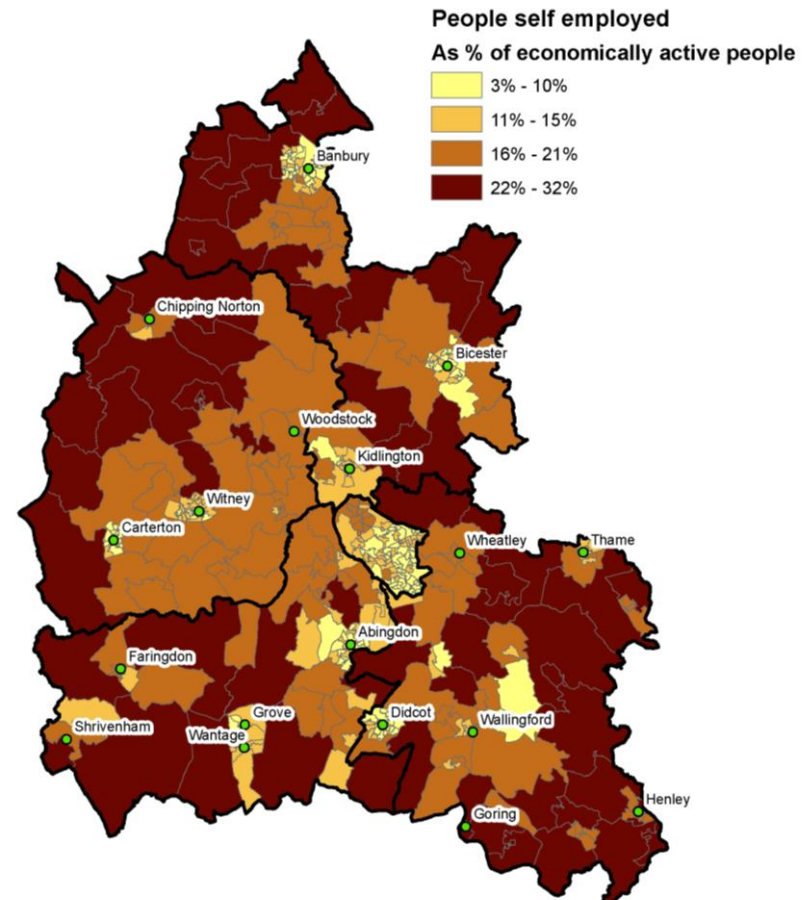 People self employed
As % of economically active people
3% - 10%
11% - 15%
16% - 21%
22% - 32%
Banbury
Chipping Norton
Bicester
Woodstock
Kidlington
Witney
Carterton
Wheatley
Thame
Abingdon
Faringdon
Grove
Didcot
Wallingford
Shrivenham
Wantage
Henley
Goring